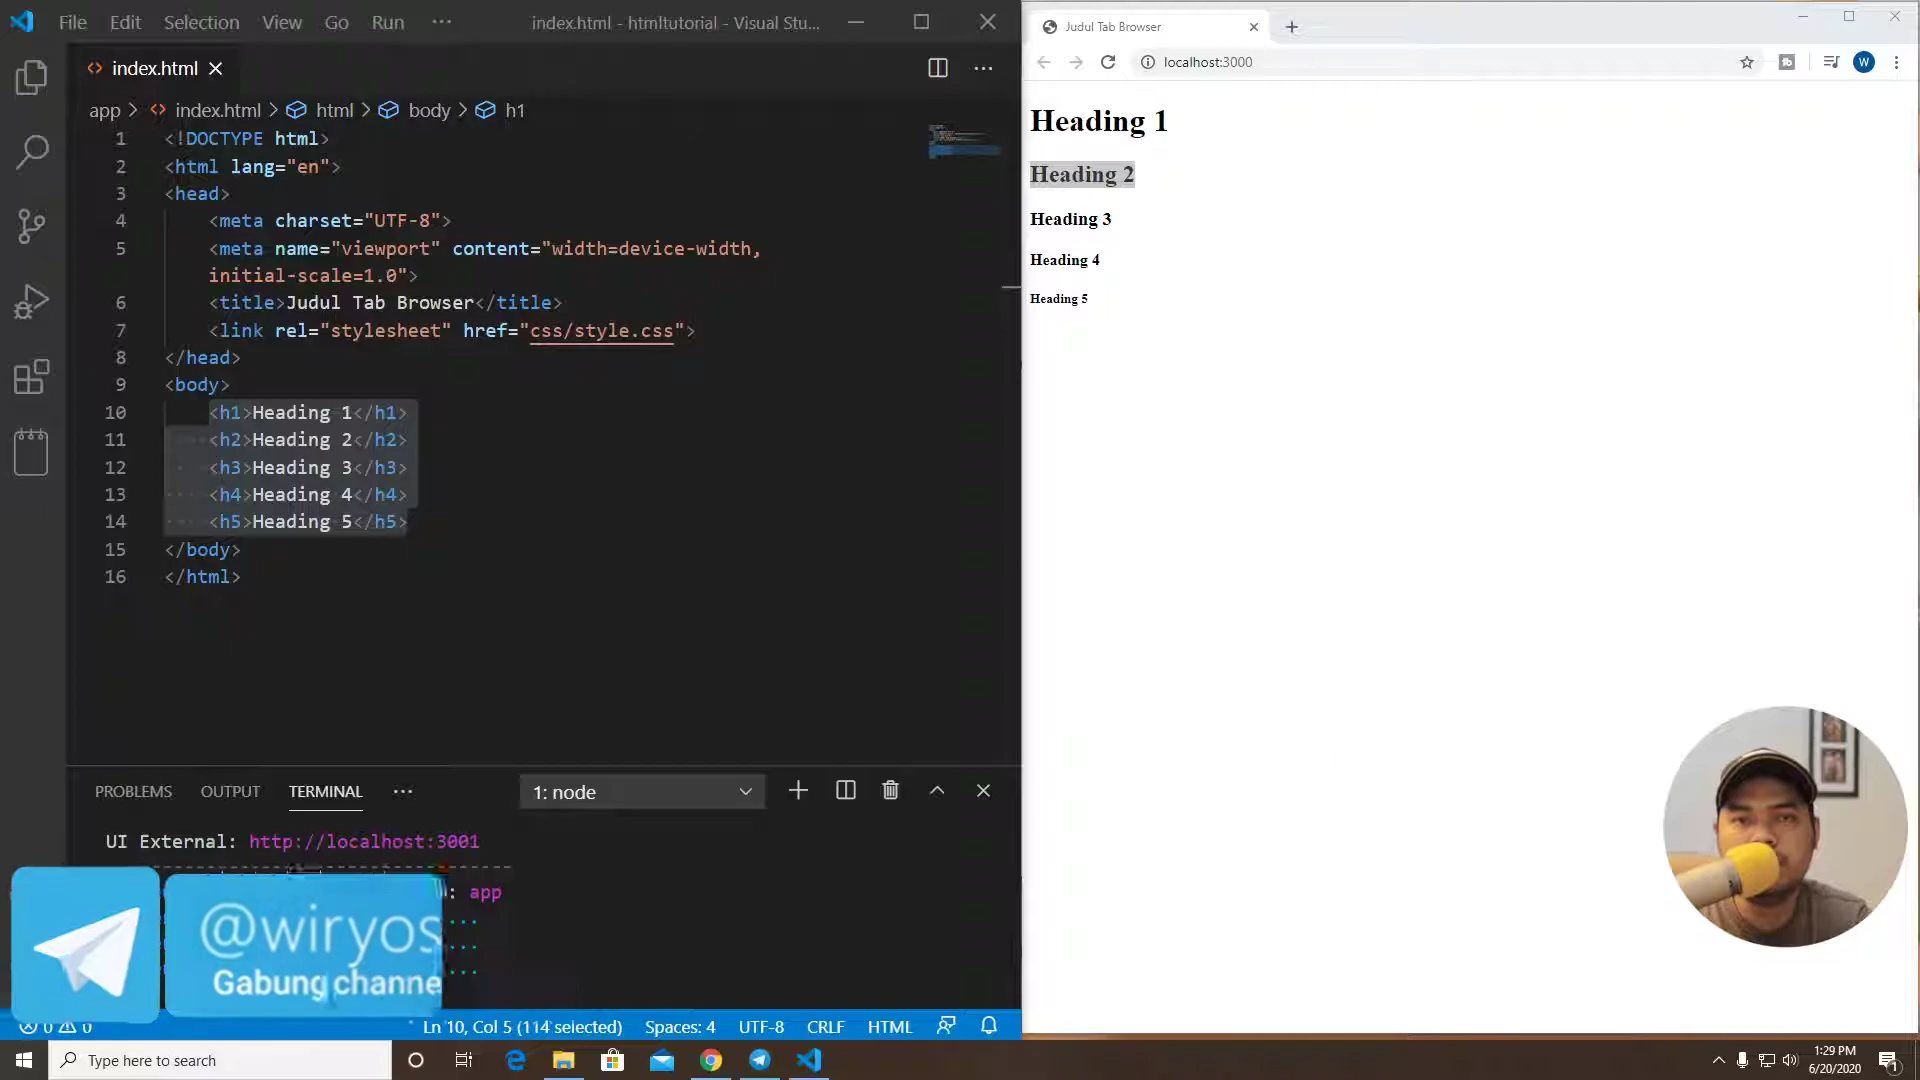 File Edit Selection View Go Run ··· index.html - htmltutorial - Visual Stu...
index.html
app > index.html > html > body > h1
1 <!DOCTYPE html>
2 <html lang="en">
3 <head>
4 <meta charset="UTF-8">
5 <meta name="viewport" content="width=device-width,
initial-scale=1.0">
6 <title>Judul Tab Browser</title>
7 <link rel="stylesheet" href="css/style.css">
8 </head>
9 <body>
10 <h1>Heading 1</h1>
11 <h2>Heading 2</h2>
12 <h3>Heading 3</h3>
13 <h4>Heading 4</h4>
14 <h5>Heading 5</h5>
15 </body>
16 </html>
PROBLEMS OUTPUT TERMINAL ··· 1: node
UI External: http://localhost:3001
: app
...
...
...
@wiryos
Gabung channe
0 0 Ln 10, Col 5 (114 selected) Spaces: 4 UTF-8 CRLF HTML
Judul Tab Browser
localhost:3000
W
Heading 1
Heading 2
Heading 3
Heading 4
Heading 5
Type here to search
1:29 PM
6/20/2020
1